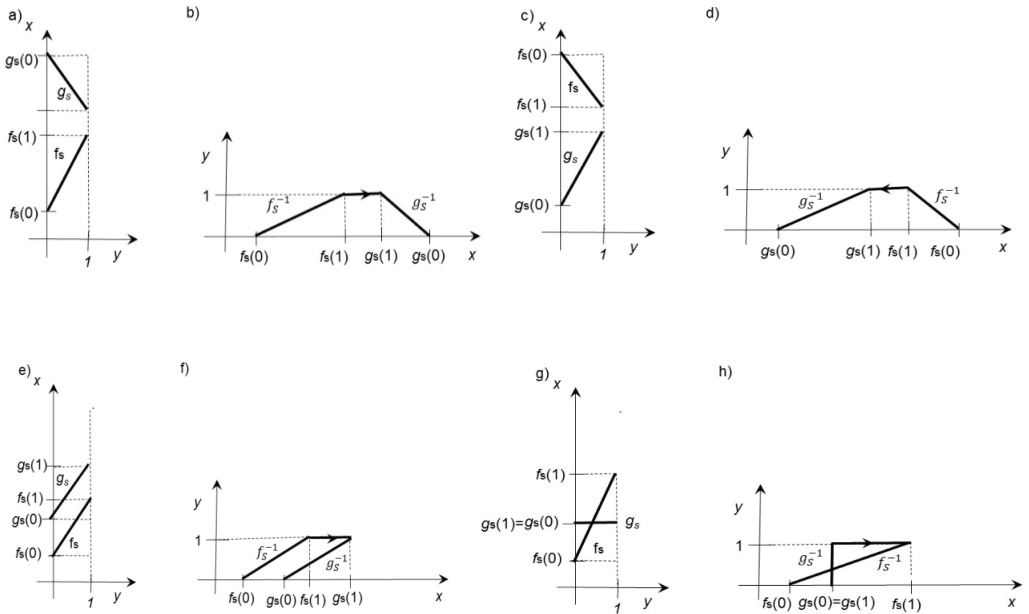 a)
x
gs(0)
gs
fs(1)
fs
fs(0)
1
y
b)
y
1
fS⁻¹
gS⁻¹
fs(0)
fs(1)
gs(1)
gs(0)
x
c)
x
fs(0)
fs
fs(1)
gs(1)
gs
gs(0)
1
y
d)
y
1
gS⁻¹
fS⁻¹
gs(0)
gs(1)
fs(1)
fs(0)
x
e)
x
gs(1)
gs
fs(1)
gs(0)
fs(0)
fs
1
y
f)
y
1
fS⁻¹
gS⁻¹
fs(0)
gs(0)
fs(1)
gs(1)
x
g)
x
fs(1)
gs(1)=gs(0)
gs
fs
fs(0)
1
y
h)
y
1
gS⁻¹
fS⁻¹
fs(0)
gs(0)=gs(1)
fs(1)
x